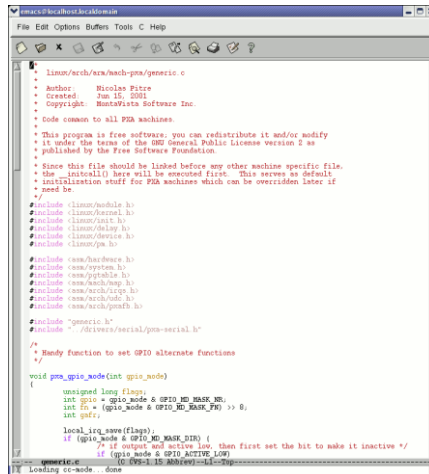 emacs@localhost.localdomain
File Edit Options Buffers Tools C Help
/*
 *  linux/arch/arm/mach-pxa/generic.c
 *
 *  Author:     Nicolas Pitre
 *  Created:    Jun 15, 2001
 *  Copyright:  MontaVista Software Inc.
 *
 * Code common to all PXA machines.
 *
 * This program is free software; you can redistribute it and/or modify
 * it under the terms of the GNU General Public License version 2 as
 * published by the Free Software Foundation.
 *
 * Since this file should be linked before any other machine specific file,
 * the __initcall() here will be executed first.  This serves as default
 * initialization stuff for PXA machines which can be overridden later if
 * need be.
 */
#include <linux/module.h>
#include <linux/kernel.h>
#include <linux/init.h>
#include <linux/delay.h>
#include <linux/device.h>
#include <linux/pm.h>
#include <asm/hardware.h>
#include <asm/system.h>
#include <asm/pgtable.h>
#include <asm/mach/map.h>
#include <asm/arch/irqs.h>
#include <asm/arch/udc.h>
#include <asm/arch/pxafb.h>
#include "generic.h"
#include "../drivers/serial/pxa-serial.h"
/*
 * Handy function to set GPIO alternate functions
 */
void pxa_gpio_mode(int gpio_mode)
{
        unsigned long flags;
        int gpio = gpio_mode & GPIO_MD_MASK_NR;
        int fn = (gpio_mode & GPIO_MD_MASK_FN) >> 8;
        int gafr;
        local_irq_save(flags);
        if (gpio_mode & GPIO_MD_MASK_DIR) {
                /* if output and active low, then first set the bit to make it inactive */
                if (gpio_mode & GPIO_ACTIVE_LOW)
-- generic.c        (C CVS-1.15 Abbrev)--L1--Top
Loading cc-mode...done